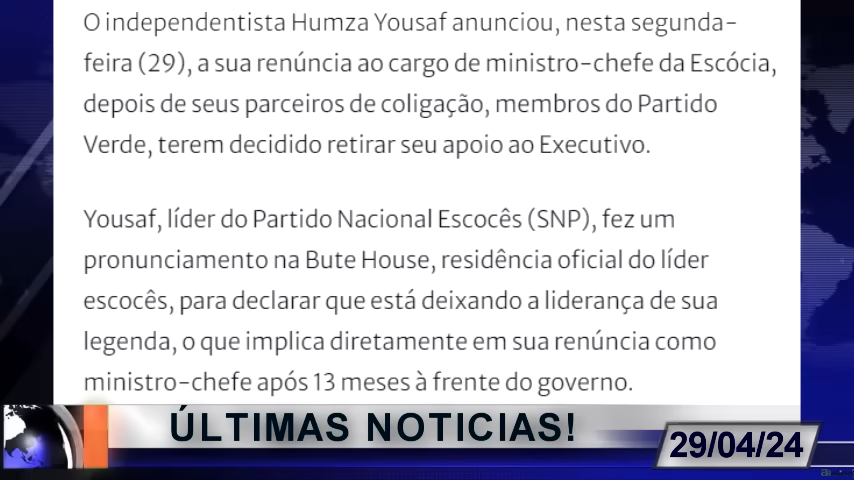 O independentista Humza Yousaf anunciou, nesta segunda-
feira (29), a sua renúncia ao cargo de ministro-chefe da Escócia,
depois de seus parceiros de coligação, membros do Partido
Verde, terem decidido retirar seu apoio ao Executivo.
Yousaf, líder do Partido Nacional Escocês (SNP), fez um
pronunciamento na Bute House, residência oficial do líder
escocês, para declarar que está deixando a liderança de sua
legenda, o que implica diretamente em sua renúncia como
ministro-chefe após 13 meses à frente do governo.
ÚLTIMAS NOTICIAS!
29/04/24